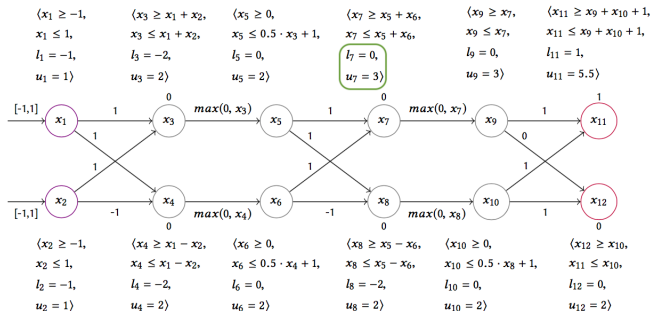 ⟨x₁ ≥ −1,
x₁ ≤ 1,
l₁ = −1,
u₁ = 1⟩
⟨x₃ ≥ x₁ + x₂,
x₃ ≤ x₁ + x₂,
l₃ = −2,
u₃ = 2⟩
⟨x₅ ≥ 0,
x₅ ≤ 0.5 · x₃ + 1,
l₅ = 0,
u₅ = 2⟩
⟨x₇ ≥ x₅ + x₆,
x₇ ≤ x₅ + x₆,
l₇ = 0,
u₇ = 3⟩
⟨x₉ ≥ x₇,
x₉ ≤ x₇,
l₉ = 0,
u₉ = 3⟩
⟨x₁₁ ≥ x₉ + x₁₀ + 1,
x₁₁ ≤ x₉ + x₁₀ + 1,
l₁₁ = 1,
u₁₁ = 5.5⟩
0 0 1
[-1,1] x₁ 1 x₃ max(0, x₃) x₅ 1 x₇ max(0, x₇) x₉ 1 x₁₁
1 1 0
1 1 1
[-1,1] x₂ -1 x₄ max(0, x₄) x₆ -1 x₈ max(0, x₈) x₁₀ 1 x₁₂
0 0 0
⟨x₂ ≥ −1,
x₂ ≤ 1,
l₂ = −1,
u₂ = 1⟩
⟨x₄ ≥ x₁ − x₂,
x₄ ≤ x₁ − x₂,
l₄ = −2,
u₄ = 2⟩
⟨x₆ ≥ 0,
x₆ ≤ 0.5 · x₄ + 1,
l₆ = 0,
u₆ = 2⟩
⟨x₈ ≥ x₅ − x₆,
x₈ ≤ x₅ − x₆,
l₈ = −2,
u₈ = 2⟩
⟨x₁₀ ≥ 0,
x₁₀ ≤ 0.5 · x₈ + 1,
l₁₀ = 0,
u₁₀ = 2⟩
⟨x₁₂ ≥ x₁₀,
x₁₁ ≤ x₁₀,
l₁₂ = 0,
u₁₂ = 2⟩